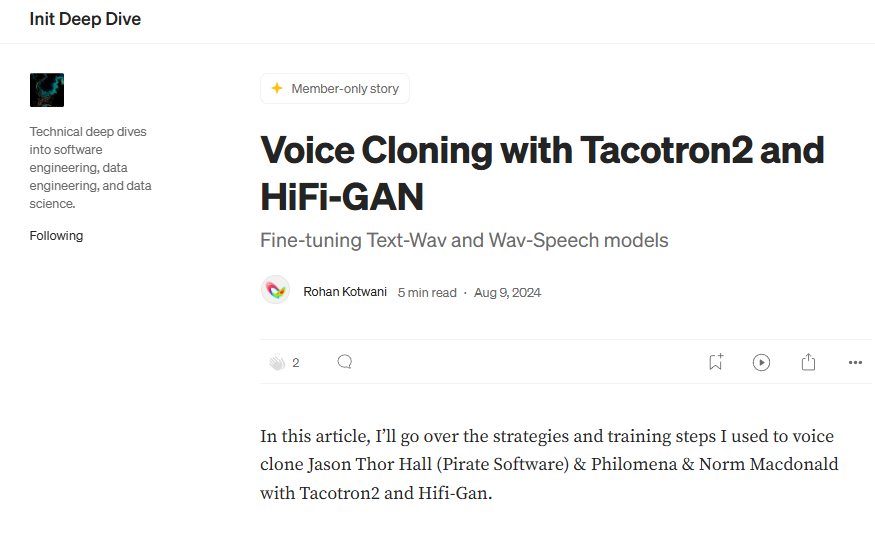 Init Deep Dive
Technical deep dives
into software
engineering, data
engineering, and data
science.
Following
Member-only story
Voice Cloning with Tacotron2 and
HiFi-GAN
Fine-tuning Text-Wav and Wav-Speech models
Rohan Kotwani 5 min read · Aug 9, 2024
2
In this article, I’ll go over the strategies and training steps I used to voice
clone Jason Thor Hall (Pirate Software) & Philomena & Norm Macdonald
with Tacotron2 and Hifi-Gan.